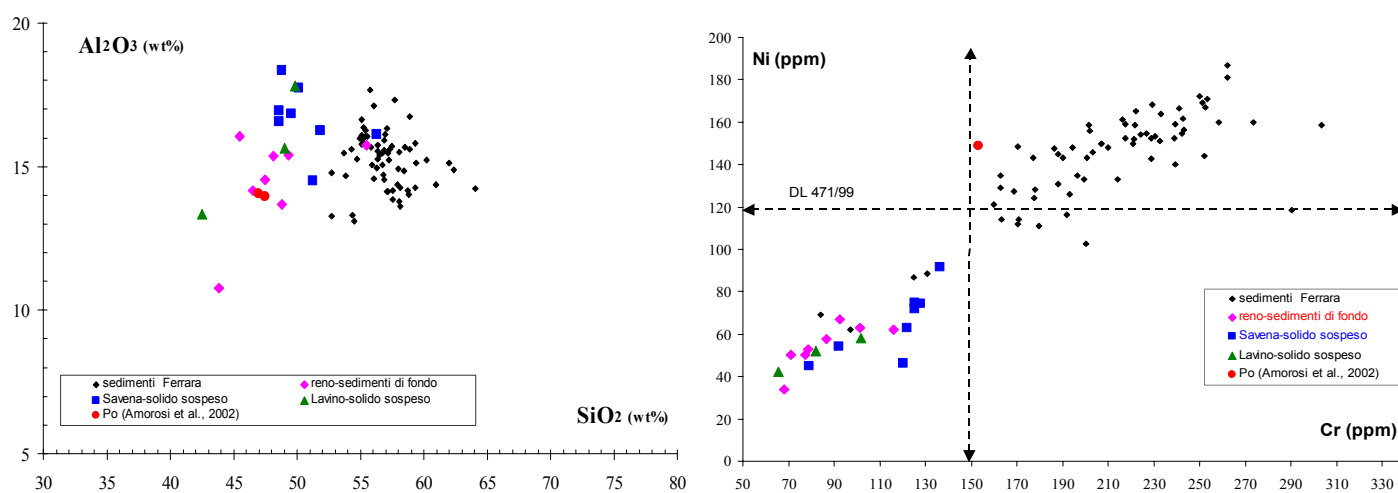 Al2O3 (wt%)
20
15
10
5
30 35 40 45 50 55 60 65 70 75 80
SiO2 (wt%)
sedimenti Ferrara
reno-sedimenti di fondo
Savena-solido sospeso
Lavino-solido sospeso
Po (Amorosi et al., 2002)
Ni (ppm)
200
180
160
140
120
100
80
60
40
20
0
DL 471/99
50 70 90 110 130 150 170 190 210 230 250 270 290 310 330
Cr (ppm)
sedimenti Ferrara
reno-sedimenti di fondo
Savena-solido sospeso
Lavino-solido sospeso
Po (Amorosi et al., 2002)